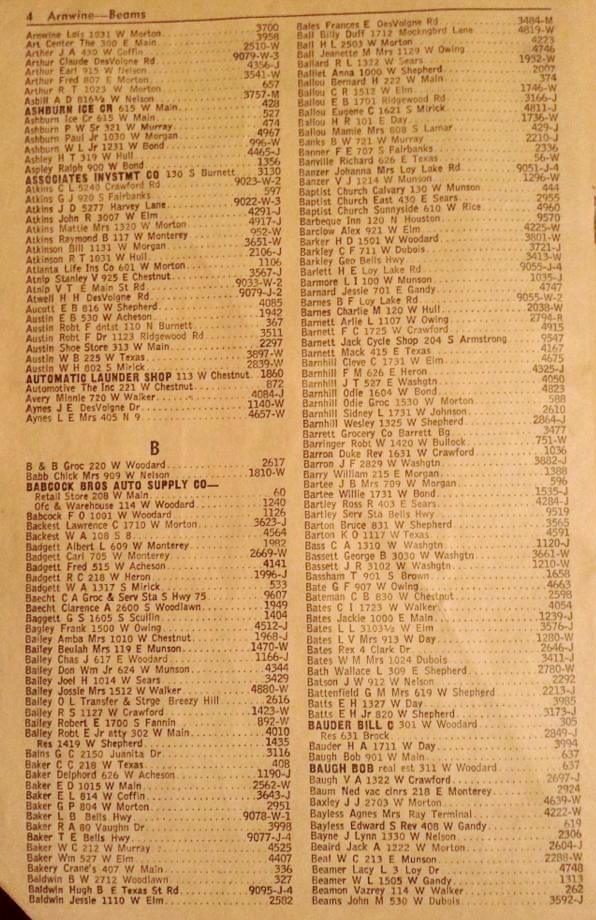 4 Arnwine—Beams
Arnwine Lois 1031 W Morton 3700
Art Center The 300 E Main 3958
Arther J A 430 W Coffin 2510-W
Arthur Claude DesVoigne Rd 9079-W-3
Arthur Earl 915 W Nelson 4356-J
Arthur Fred 807 E Morton 3541-W
Arthur R T 1023 W Morton 657
Asbill A D 816½ W Nelson 3757-M
ASHBURN ICE CR 615 W Main 428
Ashburn Ice Cr 615 W Main 527
Ashburn P W Sr 321 W Murray 474
Ashburn Paul Jr 1030 W Morgan 4967
Ashburn W L Jr 1231 W Bond 996-W
Ashley H T 319 W Hull 4465-J
Aspley Ralph 900 W Bond 1356
ASSOCIATES INVSTMT CO 130 S Burnett 3130
Atkins C L 5240 Crawford Rd 9023-W-2
Atkins G J 920 S Fairbanks 597
Atkins J D 5277 Harvey Lane 9022-W-3
Atkins John R 3007 W Elm 4291-J
Atkins Mattie Mrs 1320 W Morton 4917-J
Atkins Raymond B 117 W Monterey 952-W
Atkinson Bill 1131 W Morgan 3651-W
Atkinson R T 1031 W Hull 2106-J
Atlanta Life Ins Co 601 W Morton 1106
Atnip Stanley V 925 E Chestnut 3567-J
Atnip V T E Main St Rd 9033-W-2
Atwell H H DesVoigne Rd 9079-J-2
Aucutt E B 816 W Shepherd 4085
Austin E B 530 W Acheson 1942
Austin Robt F dntst 110 N Burnett 367
Austin Robt F Dr 1123 Ridgewood Rd 3511
Austin Shoe Store 313 W Main 2297
Austin W B 225 W Texas 3897-W
Austin W H 802 S Mirick 2839-W
AUTOMATIC LAUNDER SHOP 113 W Chestnut 1860
Automotive The Inc 221 W Chestnut 872
Avery Minnie 720 W Walker 4084-J
Aynes J E DesVoigne Dr 1140-W
Aynes L E Mrs 405 N 9 4657-W
B
B & B Groc 220 W Woodard 2617
Babb Chick Mrs 909 W Nelson 1810-W
BABCOCK BROS AUTO SUPPLY CO—
Retail Store 208 W Main 60
Ofc & Warehouse 114 W Woodard 1240
Babcock F O 1001 W Woodard 1126
Backest Lawrence C 1710 W Morton 3623-J
Backest W A 108 S 8 4564
Badgett Albert L 609 W Monterey 1982
Badgett Carl 705 W Monterey 2669-W
Badgett Fred 515 W Acheson 4141
Badgett R C 218 W Heron 1996-J
Badgett W A 1317 S Mirick 533
Baecht C A Groc & Serv Sta S Hwy 75 9607
Baecht Clarence A 2600 S Woodlawn 1949
Baggett G S 1605 S Scullin 1404
Bagley Frank 1500 W Owing 4512-J
Bailey Amba Mrs 1010 W Chestnut 1968-J
Bailey Beulah Mrs 119 E Munson 1470-W
Bailey Chas J 617 E Woodard 1166-J
Bailey Don Wm Jr 624 W Munson 4344
Bailey Joel H 1014 W Sears 3429
Bailey Jossie Mrs 1512 W Walker 4880-W
Bailey O L Transfer & Strge Breezy Hill 2616
Bailey R S 1127 W Crawford 1423-W
Bailey Robert E 1700 S Fannin 892-W
Bailey Robt E Jr atty 302 W Main 4010
Res 1419 W Shepherd 1435
Bains G C 2150 Juanita Dr 3116
Baker C C 218 W Texas 408
Baker Delphord 626 W Acheson 1190-J
Baker E D 1015 W Main 2562-W
Baker E L 814 W Coffin 3643-J
Baker G P 804 W Morton 2951
Baker L B Bells Hwy 9078-W-1
Baker R A 80 Vaughn Dr 3998
Baker T E Bells Hwy 9077-J-4
Baker W C 212 W Murray 4525
Baker Wm 527 W Elm 4407
Bakery Crane's 407 W Main 336
Baldwin B W 2712 Woodlawn 327
Baldwin Hugh B E Texas St Rd 9095-J-4
Baldwin Jessie 1110 W Elm 2582
Bales Frances E DesVoigne Rd 3484-M
Ball Billy Duff 1712 Mockngbrd Lane 4819-W
Ball H L 2503 W Morton 4223
Ball Jeanette M Mrs 1129 W Owing 4746
Ballard R L 1322 W Sears 1952-W
Ballet Anna 1000 W Shepherd 2007
Ballou Bernard H 222 W Main 374
Ballou C R 1512 W Elm 1746-W
Ballou E B 1701 Ridgewood Rd 3166-J
Ballou Eugene C 1621 S Mirick 4811-J
Ballou H R 101 E Day 1736-W
Ballou Mamie Mrs 808 S Lamar 429-J
Banks B W 721 W Murray 2210-J
Banner F E 707 S Fairbanks 2336
Banville Richard 626 E Texas 56-W
Banzer Johanna Mrs Loy Lake Rd 9051-J-4
Banzer V J 1214 W Munson 1296-W
Baptist Church Calvary 130 W Munson 444
Baptist Church East 430 E Sears 2955
Baptist Church Sunnyside 610 W Rice 4960
Barbeque Inn 120 N Houston 9570
Barclow Alex 921 W Elm 4225-W
Barker H D 1501 W Woodard 3801-W
Barkley C F 711 W Dubois 3721-J
Barkley Geo Bells Hwy 3413-W
Barlett H E Loy Lake Rd 9055-J-4
Barmore L I 100 W Munson 1035-J
Barnard Jessie 701 E Gandy 4747
Barnes B F Loy Lake Rd 9055-W-2
Barnes Charlie M 120 W Hull 2038-W
Barnett Arlie L 1107 W Owing 2794-R
Barnett F C 1725 W Crawford 4915
Barnett Jack Cycle Shop 204 S Armstrong 9547
Barnett Mack 415 E Texas 4167
Barnhill Cleve C 1731 W Elm 4675
Barnhill F M 626 E Heron 4325-J
Barnhill J T 527 E Washgtn 4050
Barnhill Odie 1604 W Bond 4823
Barnhill Odie Groc 1530 W Morton 588
Barnhill Sidney L 1731 W Johnson 2610
Barnhill Wesley 1325 W Shepherd 2864-J
Barrett Grocery Co Barrett Bg 3477
Barringer Robt W 1420 W Bullock 751-W
Barron Duke Rev 1631 W Crawford 1036
Barron J F 2829 W Washgtn 3882-J
Barry William 215 E Morgan 1388
Bartee J B Mrs 709 W Morgan 596
Bartee Willie 1731 W Bond 1535-J
Bartley Ross R 403 E Sears 4284-J
Bartley Serv Sta Bells Hwy 9519
Barton Bruce 831 W Shepherd 3565
Barton K O 1117 W Texas 4591
Bass C A 1310 W Washgtn 1120-J
Bassett George B 3030 W Washgtn 3661-W
Bassett J R 3102 W Washgtn 1210-W
Bassham T 901 S Brown 1658
Bate G F 907 W Owing 4663
Bateman C B 830 W Chestnut 2598
Bates C I 1723 W Walker 4054
Bates Jackie 1000 E Main 1239-J
Bates L L 3103½ W Elm 3576-J
Bates L V Mrs 913 W Day 1280-W
Bates Rex 4 Clark Dr 2646-J
Bates W M Mrs 1024 Dubois 3411-J
Bath Wallace L 309 E Shepherd 2780-W
Batson J W 912 W Nelson 2292
Battenfield G M Mrs 619 W Shepherd 2213-J
Batts E H 1327 W Day 3985
Batts E H Jr 820 W Shepherd 3173-J
BAUDER BILL C 301 W Woodard 305
Res 631 Brock 2849-J
Bauder H A 1711 W Day 3994
Baugh Bob 901 W Main 637
BAUGH BOB real est 311 W Woodard 637
Baugh V A 1322 W Crawford 2697-J
Baum Ned vac clnrs 218 E Monterey 2924
Baxley J J 2703 W Morton 4639-W
Bayless Agnes Mrs Ray Terminal 4222-W
Bayless Edward S Rev 408 W Gandy 619
Bayne J Lynn 1330 W Nelson 2306
Beaird Jack A 1222 W Morton 2604-J
Beal W C 213 E Munson 2288-W
Beamer Lacy L 3 Loy Dr 4748
Beamer W L 1505 W Gandy 1313
Beamon Vazrey 114 W Walker 262
Beams John M 530 W Dubois 3592-J